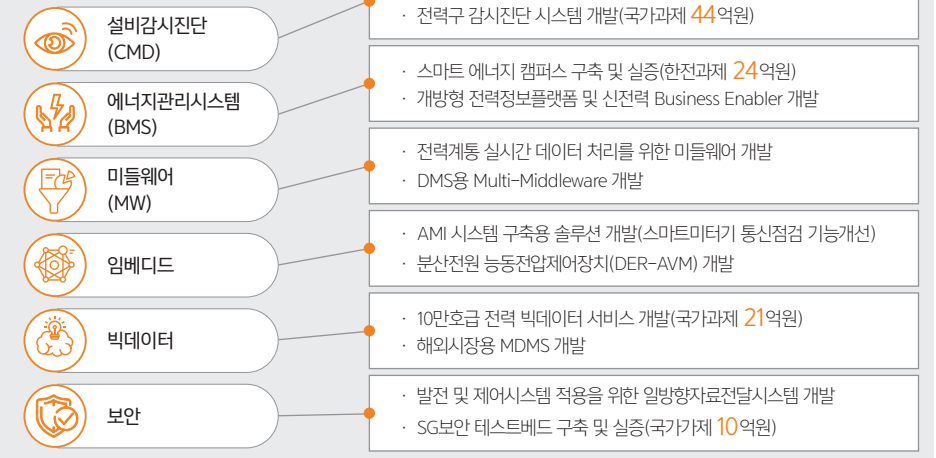 설비감시진단
(CMD)
· 전력구 감시진단 시스템 개발(국가과제 44억원)
에너지관리시스템
(BMS)
· 스마트 에너지 캠퍼스 구축 및 실증(한전과제 24억원)
· 개방형 전력정보플랫폼 및 신전력 Business Enabler 개발
미들웨어
(MW)
· 전력계통 실시간 데이터 처리를 위한 미들웨어 개발
· DMS용 Multi-Middleware 개발
임베디드
· AMI 시스템 구축용 솔루션 개발(스마트미터기 통신점검 기능개선)
· 분산전원 능동전압제어장치(DER-AVM) 개발
빅데이터
· 10만호급 전력 빅데이터 서비스 개발(국가과제 21억원)
· 해외시장용 MDMS 개발
보안
· 발전 및 제어시스템 적용을 위한 일방향자료전달시스템 개발
· SG보안 테스트베드 구축 및 실증(국가가제 10억원)